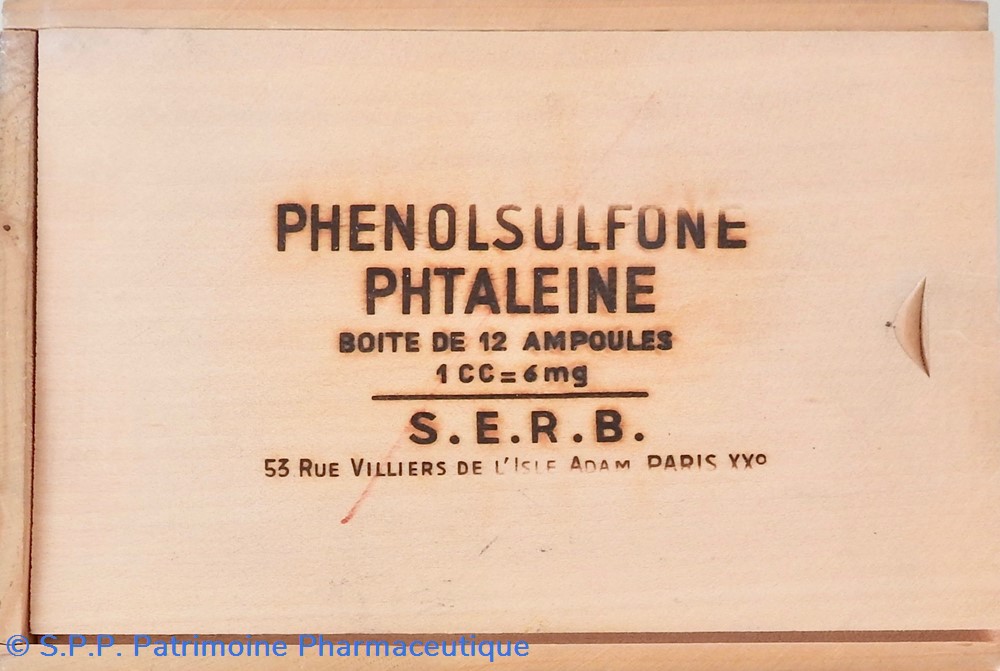 PHENOLSULFONE
PHTALEINE
BOITE DE 12 AMPOULES
1 CC = 6 mg
S.E.R.B.
53 RUE VILLIERS DE L'ISLE ADAM PARIS XXº
© S.P.P. Patrimoine Pharmaceutique